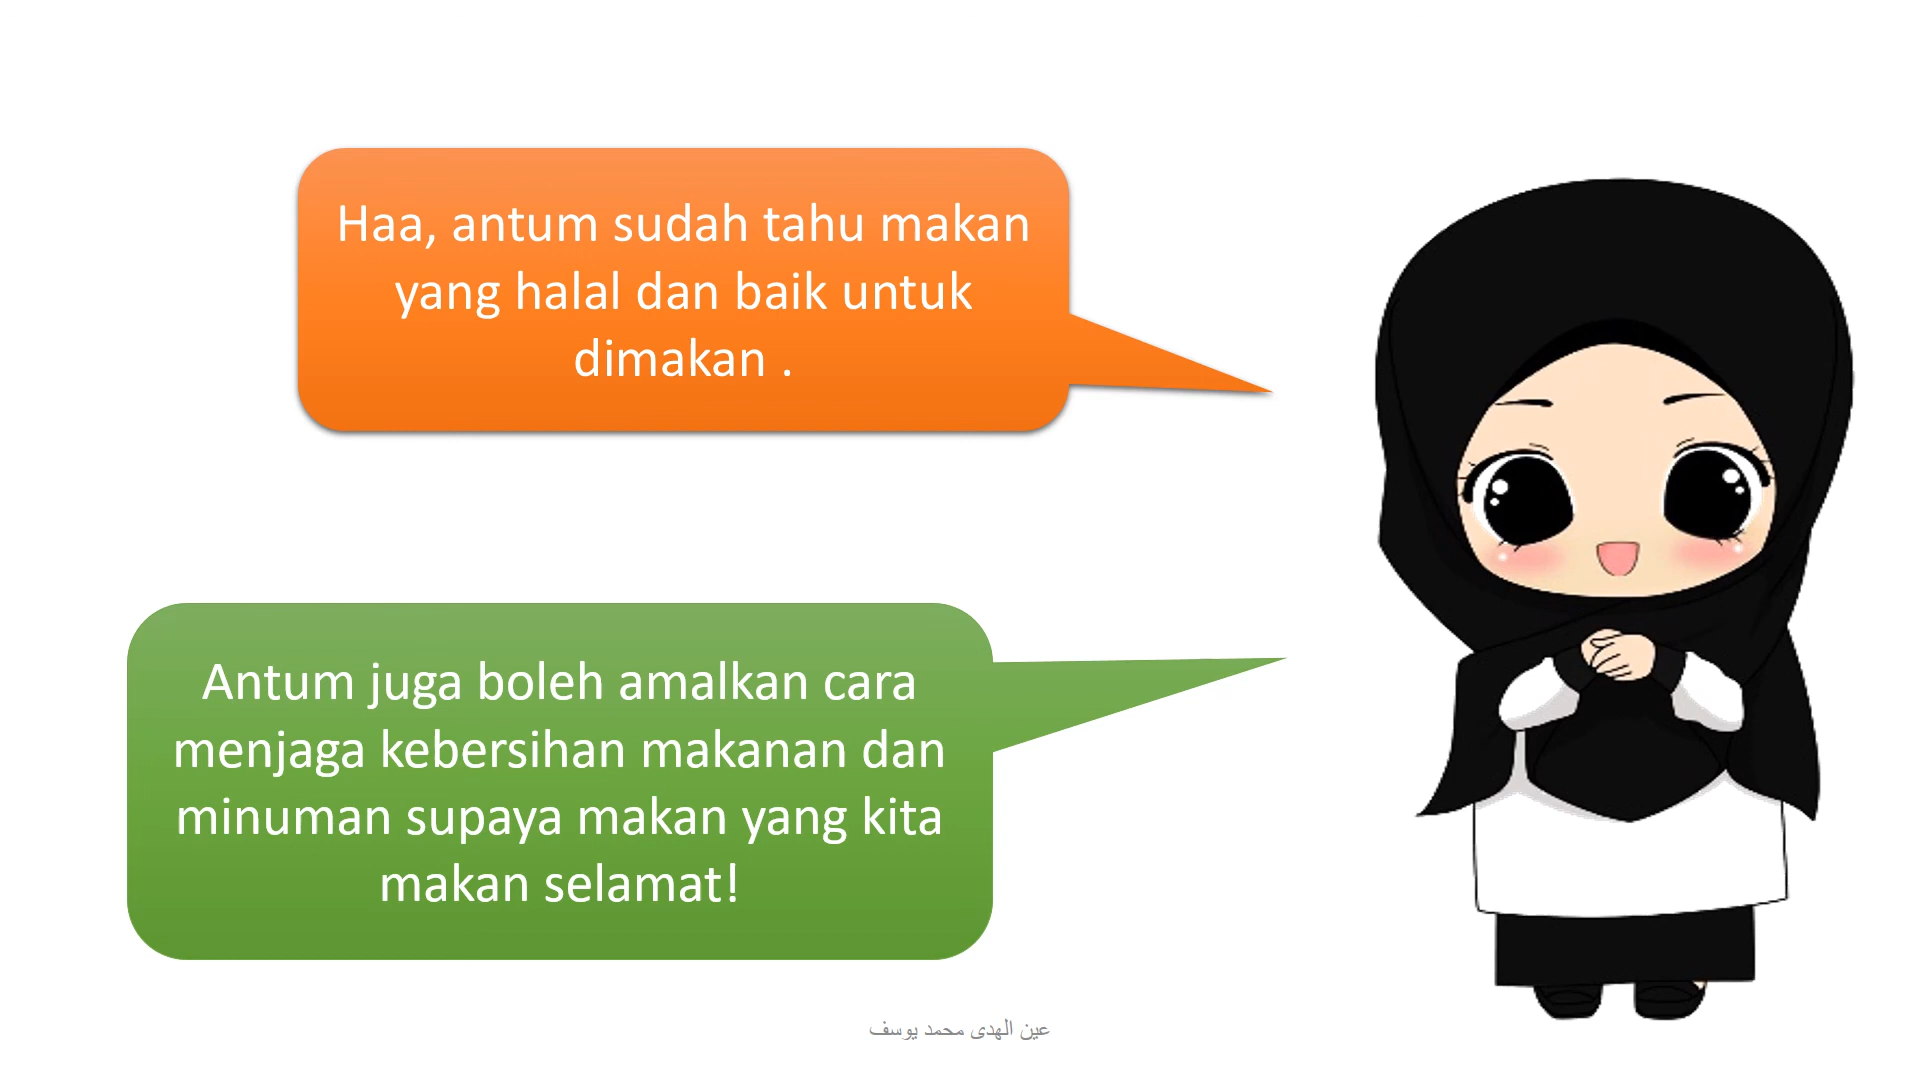 Haa, antum sudah tahu makan
yang halal dan baik untuk
dimakan .
Antum juga boleh amalkan cara
menjaga kebersihan makanan dan
minuman supaya makan yang kita
makan selamat!
عين الهدى محمد يوسف